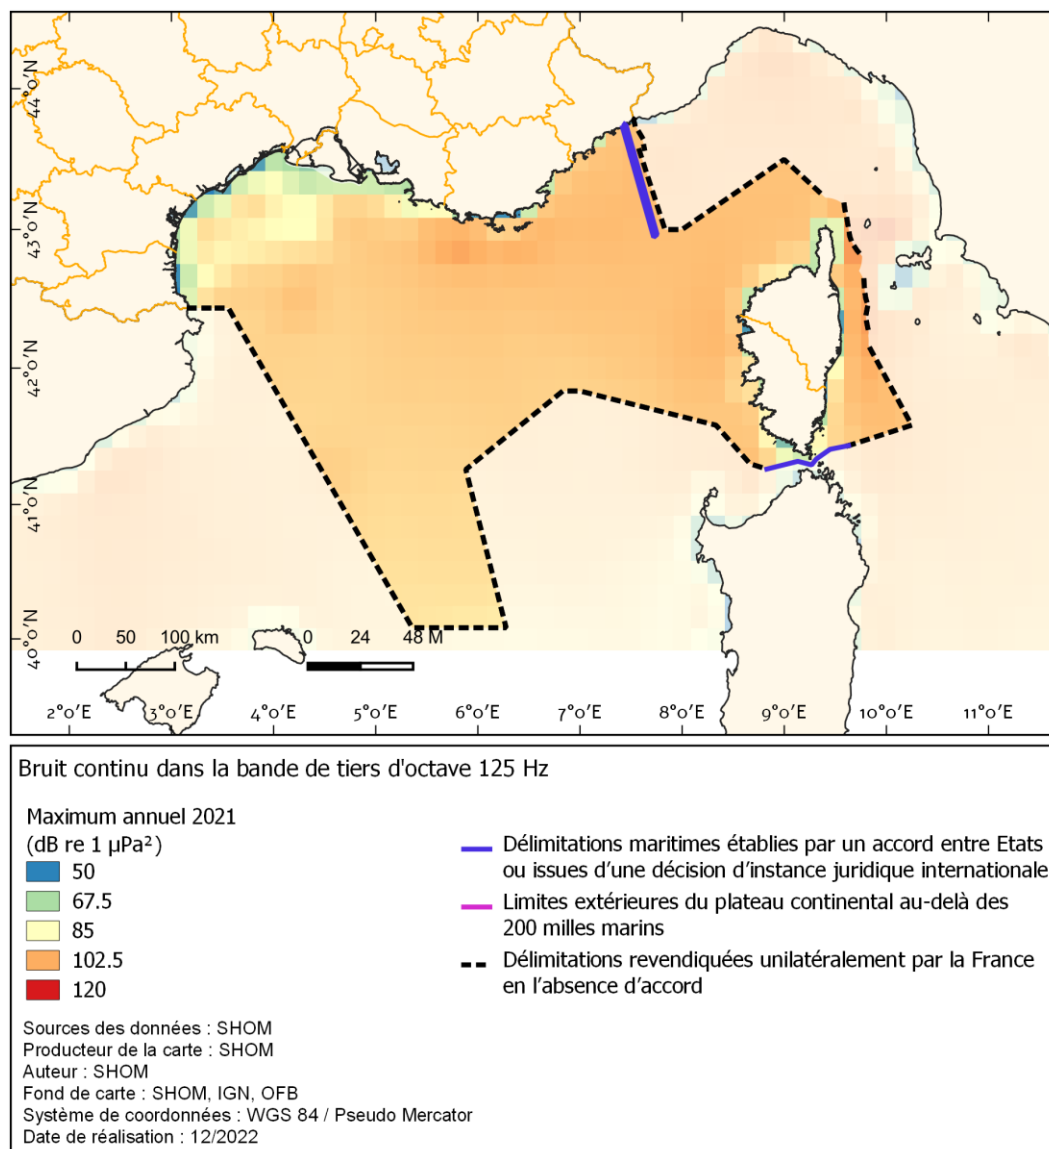 44°0'N
43°0'N
42°0'N
41°0'N
40°0'N
0 50 100 km
0 24 48 M
2°0'E 3°0'E 4°0'E 5°0'E 6°0'E 7°0'E 8°0'E 9°0'E 10°0'E 11°0'E
Bruit continu dans la bande de tiers d'octave 125 Hz
Maximum annuel 2021
(dB re 1 µPa²)
50
67.5
85
102.5
120
Délimitations maritimes établies par un accord entre Etats
ou issues d'une décision d'instance juridique internationale
Limites extérieures du plateau continental au-delà des
200 milles marins
Délimitations revendiquées unilatéralement par la France
en l'absence d'accord
Sources des données : SHOM
Producteur de la carte : SHOM
Auteur : SHOM
Fond de carte : SHOM, IGN, OFB
Système de coordonnées : WGS 84 / Pseudo Mercator
Date de réalisation : 12/2022